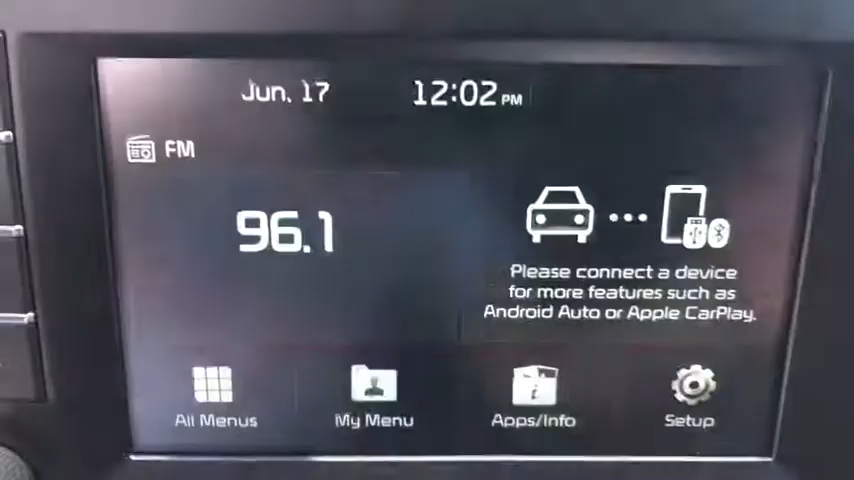 Jun. 17 12:02 PM
FM
96.1
Please connect a device
for more features such as
Android Auto or Apple CarPlay.
All Menus My Menu Apps/Info Setup